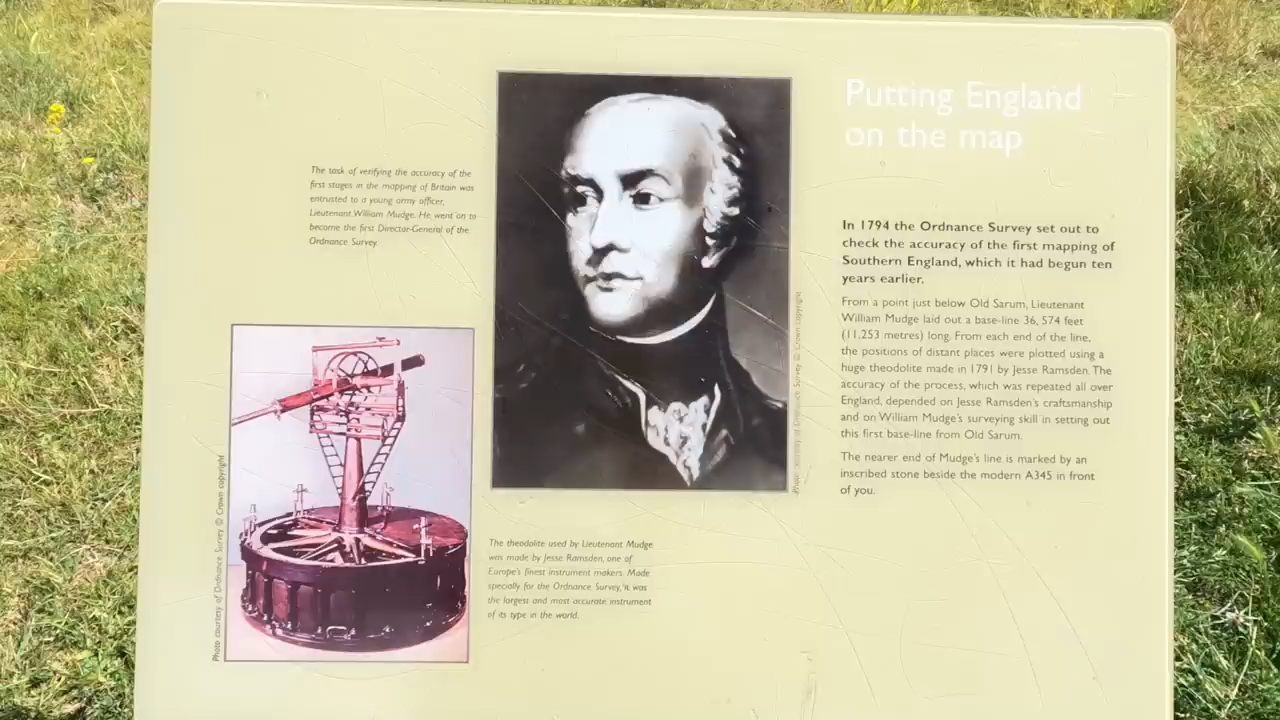 Putting England
on the map
In 1794 the Ordnance Survey set out to
check the accuracy of the first mapping of
Southern England, which it had begun ten
years earlier.
From a point just below Old Sarum, Lieutenant
William Mudge laid out a base-line 36, 574 feet
(11,253 metres) long. From each end of the line,
the positions of distant places were plotted using a
huge theodolite made in 1791 by Jesse Ramsden. The
accuracy of the process, which was repeated all over
England, depended on Jesse Ramsden's craftsmanship
and on William Mudge's surveying skill in setting out
this first base-line from Old Sarum.
The nearer end of Mudge's line is marked by an
inscribed stone beside the modern A345 in front
of you.
The task of verifying the accuracy of the
first stages in the mapping of Britain was
entrusted to a young army officer,
Lieutenant William Mudge. He went on to
become the first Director-General of the
Ordnance Survey.
Photo courtesy of Ordnance Survey © Crown copyright
The theodolite used by Lieutenant Mudge
was made by Jesse Ramsden, one of
Europe's finest instrument makers. Made
specially for the Ordnance Survey, it was
the largest and most accurate instrument
of its type in the world.
Photo courtesy of Ordnance Survey © Crown copyright